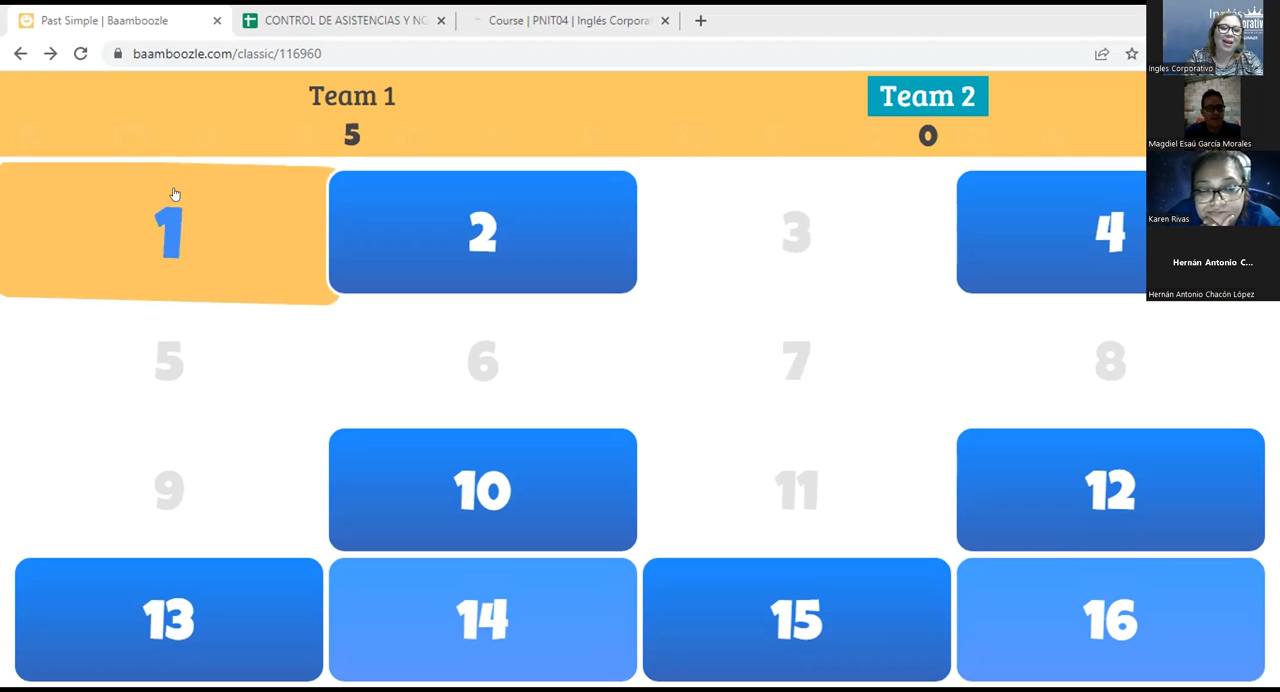 Past Simple | Baamboozle
CONTROL DE ASISTENCIAS Y NO
Course | PNIT04 | Inglés Corporat
baamboozle.com/classic/116960
Team 1
5
Team 2
0
1
2
3
4
5
6
7
8
9
10
11
12
13
14
15
16
Ingles Corporativo
Magdiel Esaú García Morales
Karen Rivas
Hernán Antonio C...
Hernán Antonio Chacón López